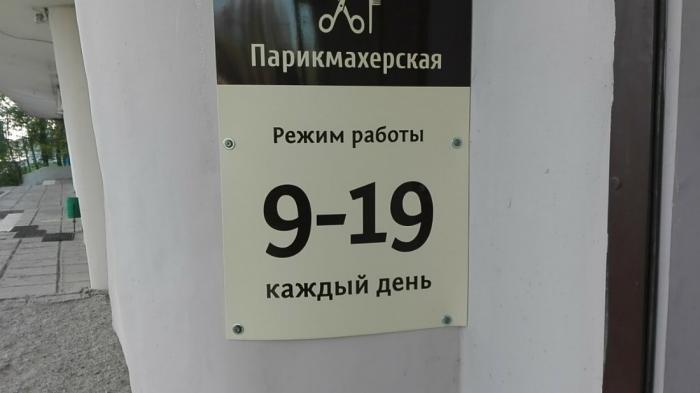 Парикмахерская
Режим работы
9-19
каждый день